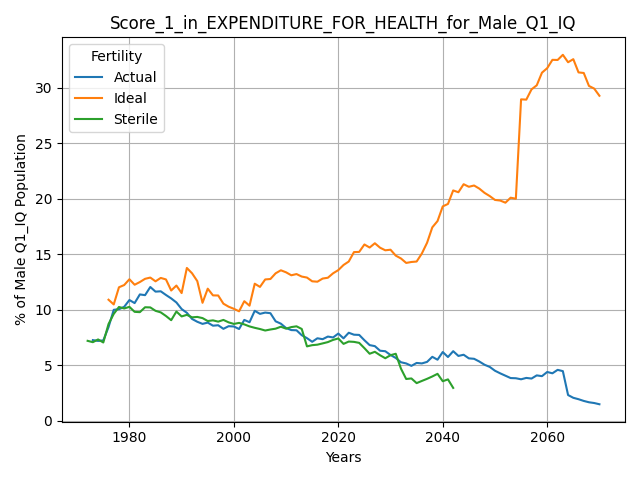 Score_1_in_EXPENDITURE_FOR_HEALTH_for_Male_Q1_IQ
Fertility
Actual
Ideal
Sterile
% of Male Q1_IQ Population
30
25
20
15
10
5
0
1980 2000 2020 2040 2060
Years